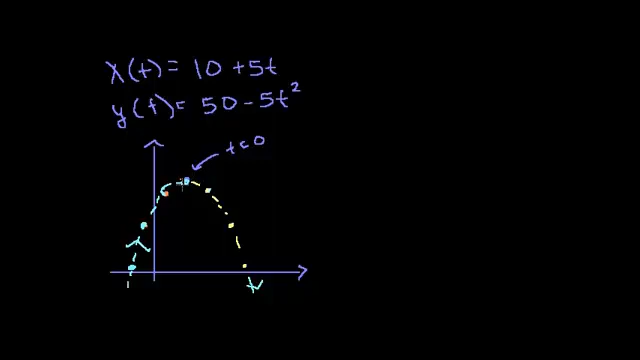 x(t) = 10 + 5t
y(t) = 50 - 5t²
t=0